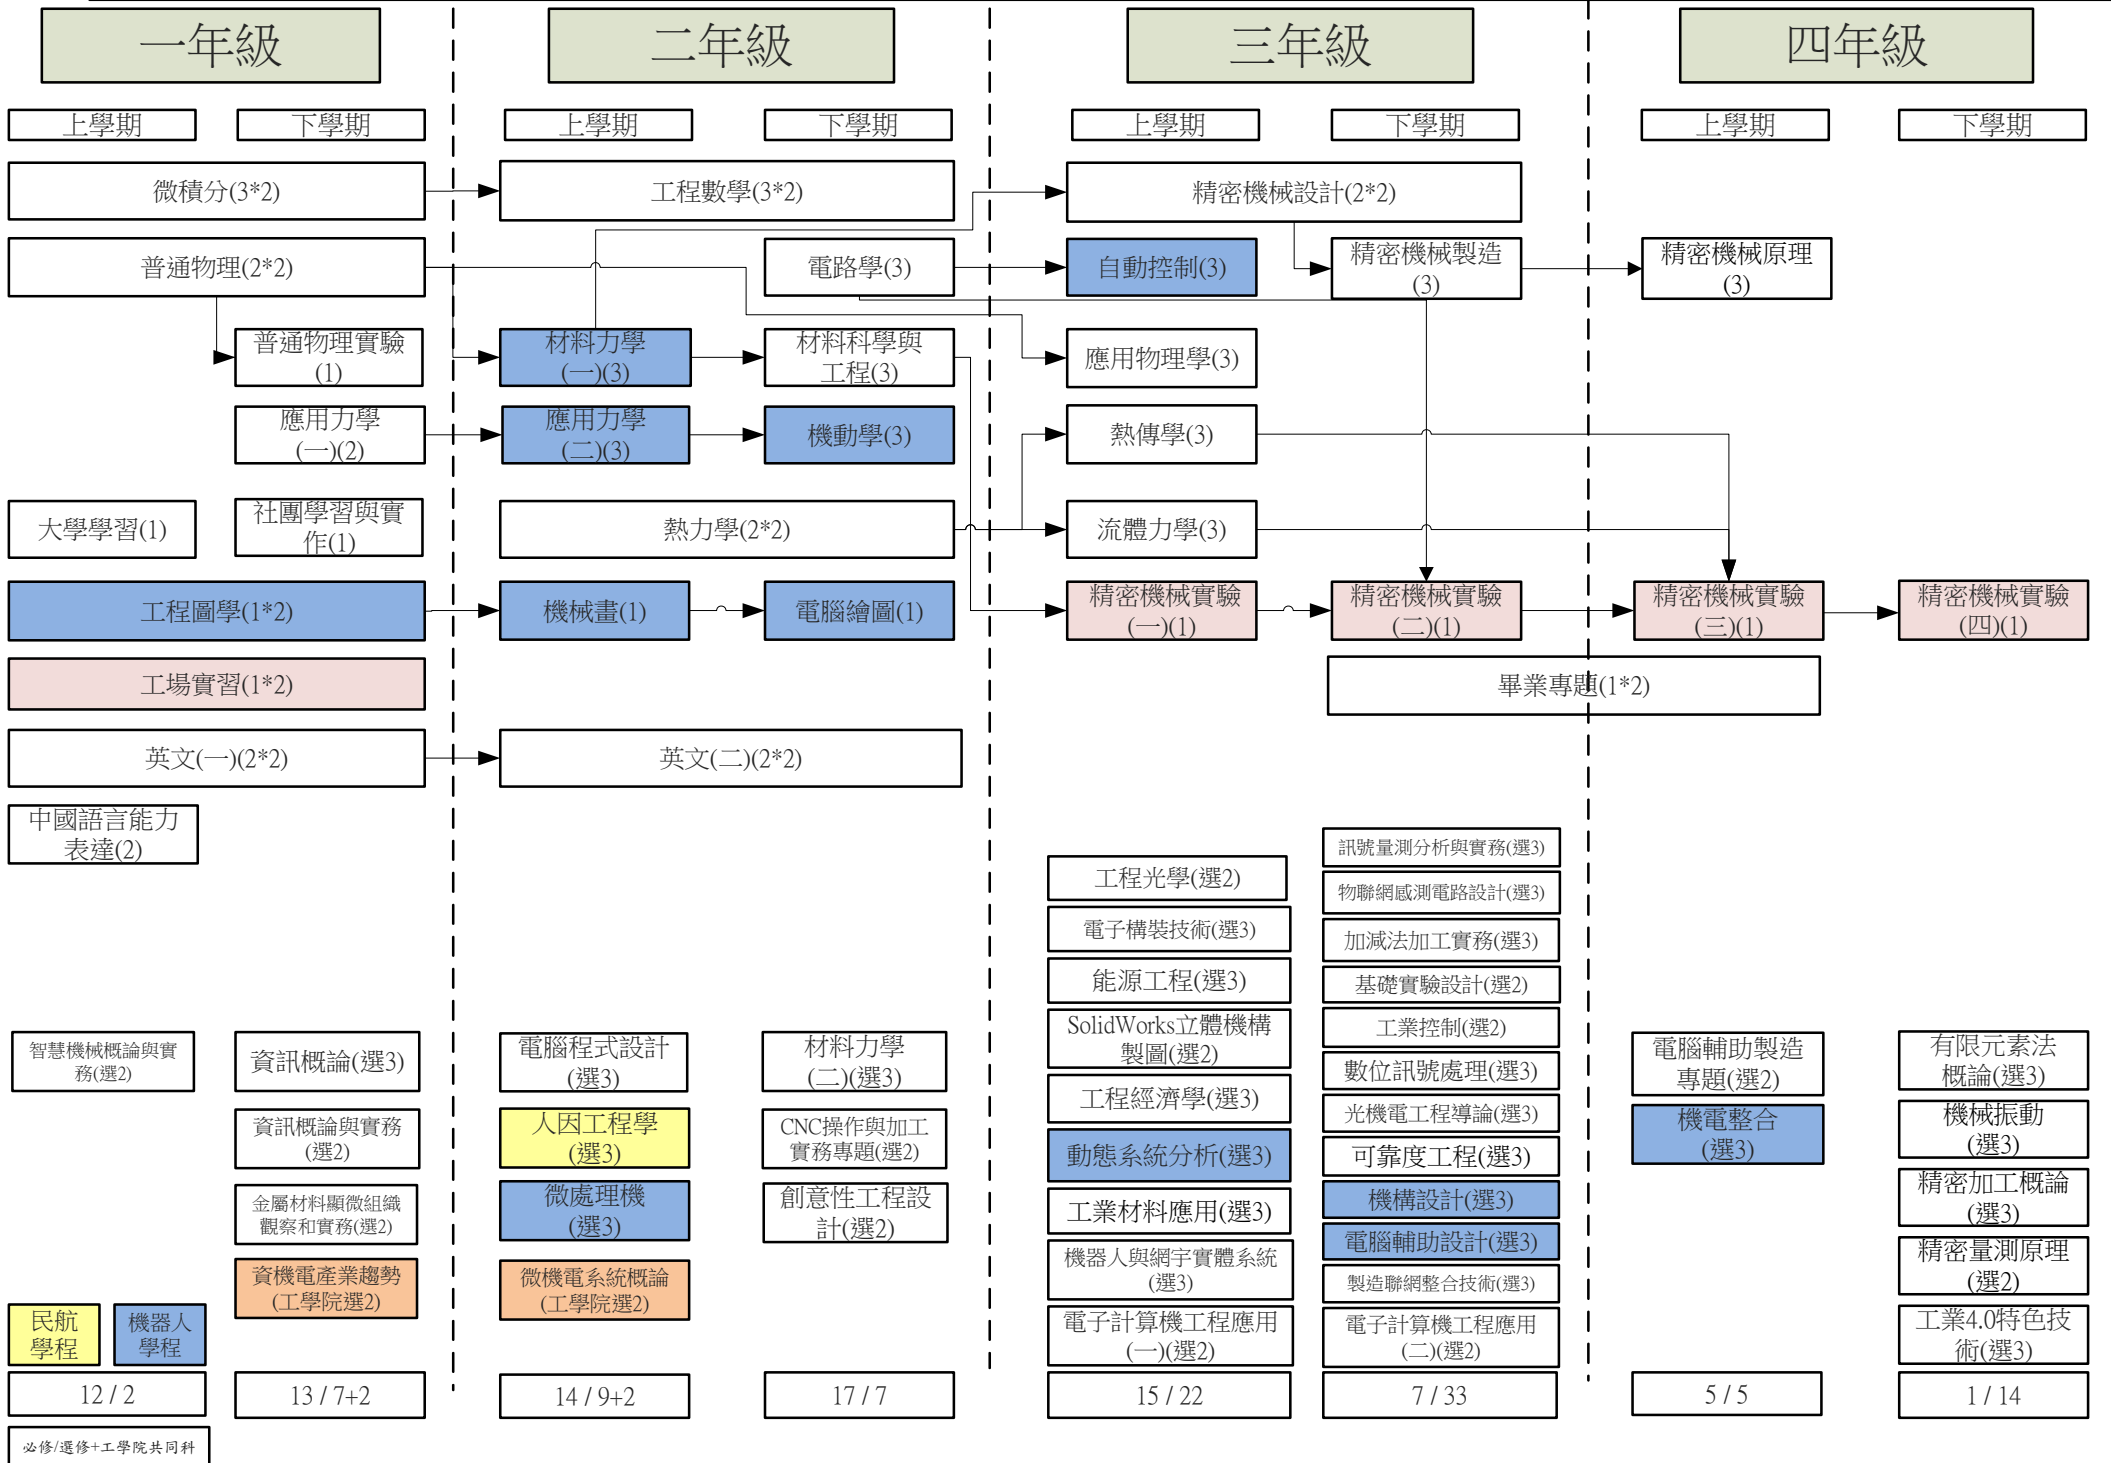 一年級
二年級
三年級
四年級
上學期
下學期
上學期
下學期
上學期
下學期
上學期
下學期
微積分(3*2)
工程數學(3*2)
精密機械設計(2*2)
普通物理(2*2)
電路學(3)
自動控制(3)
精密機械製造
(3)
精密機械原理
(3)
普通物理實驗
(1)
材料力學
(一)(3)
材料科學與
工程(3)
應用物理學(3)
應用力學
(一)(2)
應用力學
(二)(3)
機動學(3)
熱傳學(3)
大學學習(1)
社團學習與實
作(1)
熱力學(2*2)
流體力學(3)
工程圖學(1*2)
機械畫(1)
電腦繪圖(1)
精密機械實驗
(一)(1)
精密機械實驗
(二)(1)
精密機械實驗
(三)(1)
精密機械實驗
(四)(1)
工場實習(1*2)
畢業專題(1*2)
英文(一)(2*2)
英文(二)(2*2)
中國語言能力
表達(2)
智慧機械概論與實
務(選2)
資訊概論(選3)
資訊概論與實務
(選2)
金屬材料顯微組織
觀察和實務(選2)
資機電產業趨勢
(工學院選2)
電腦程式設計
(選3)
人因工程學
(選3)
微處理機
(選3)
微機電系統概論
(工學院選2)
材料力學
(二)(選3)
CNC操作與加工
實務專題(選2)
創意性工程設
計(選2)
工程光學(選2)
電子構裝技術(選3)
能源工程(選3)
SolidWorks立體機構
製圖(選2)
工程經濟學(選3)
動態系統分析(選3)
工業材料應用(選3)
機器人與網宇實體系統
(選3)
電子計算機工程應用
(一)(選2)
訊號量測分析與實務(選3)
物聯網感測電路設計(選3)
加減法加工實務(選3)
基礎實驗設計(選2)
工業控制(選2)
數位訊號處理(選3)
光機電工程導論(選3)
可靠度工程(選3)
機構設計(選3)
電腦輔助設計(選3)
製造聯網整合技術(選3)
電子計算機工程應用
(二)(選2)
電腦輔助製造
專題(選2)
機電整合
(選3)
有限元素法
概論(選3)
機械振動
(選3)
精密加工概論
(選3)
精密量測原理
(選2)
工業4.0特色技
術(選3)
民航
學程
機器人
學程
12 / 2
13 / 7+2
14 / 9+2
17 / 7
15 / 22
7 / 33
5 / 5
1 / 14
必修/選修+工學院共同科